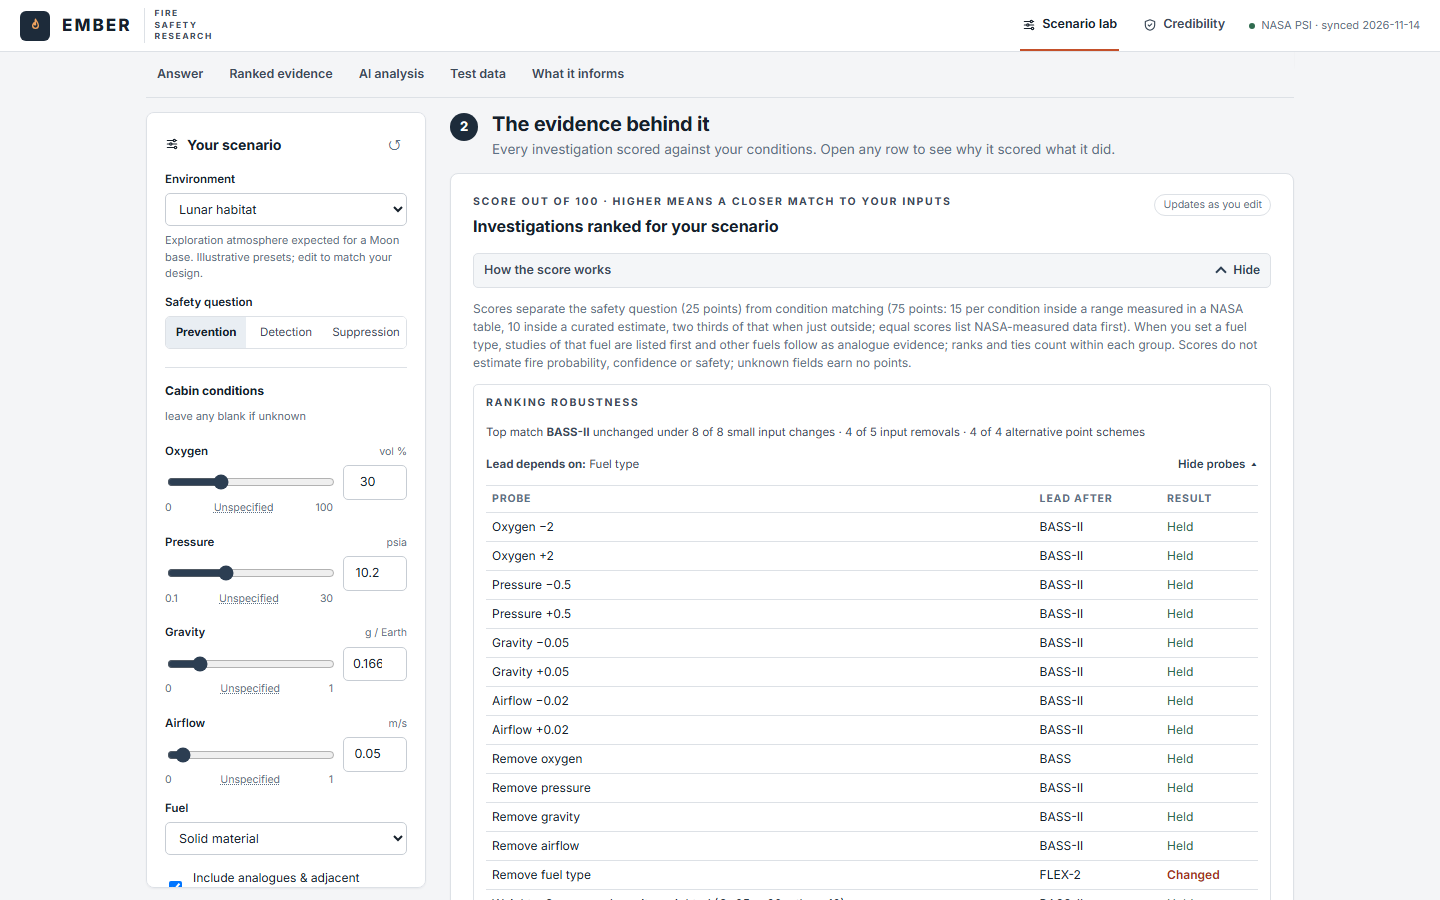 EMBER
FIRE
SAFETY
RESEARCH
Scenario lab
Credibility
NASA PSI · synced 2026-11-14
Answer
Ranked evidence
AI analysis
Test data
What it informs
Your scenario
Environment
Lunar habitat
Exploration atmosphere expected for a Moon
base. Illustrative presets; edit to match your
design.
Safety question
Prevention
Detection
Suppression
Cabin conditions
leave any blank if unknown
Oxygen
vol %
30
0
Unspecified
100
Pressure
psia
10.2
0.1
Unspecified
30
Gravity
g / Earth
0.166
0
Unspecified
1
Airflow
m/s
0.05
0
Unspecified
1
Fuel
Solid material
Include analogues & adjacent
2
The evidence behind it
Every investigation scored against your conditions. Open any row to see why it scored what it did.
SCORE OUT OF 100 · HIGHER MEANS A CLOSER MATCH TO YOUR INPUTS
Updates as you edit
Investigations ranked for your scenario
How the score works
Hide
Scores separate the safety question (25 points) from condition matching (75 points: 15 per condition inside a range measured in a NASA
table, 10 inside a curated estimate, two thirds of that when just outside; equal scores list NASA-measured data first). When you set a fuel
type, studies of that fuel are listed first and other fuels follow as analogue evidence; ranks and ties count within each group. Scores do not
estimate fire probability, confidence or safety; unknown fields earn no points.
RANKING ROBUSTNESS
Top match BASS-II unchanged under 8 of 8 small input changes · 4 of 5 input removals · 4 of 4 alternative point schemes
Lead depends on: Fuel type
Hide probes
PROBE LEAD AFTER RESULT
Oxygen −2 BASS-II Held
Oxygen +2 BASS-II Held
Pressure −0.5 BASS-II Held
Pressure +0.5 BASS-II Held
Gravity −0.05 BASS-II Held
Gravity +0.05 BASS-II Held
Airflow −0.02 BASS-II Held
Airflow +0.02 BASS-II Held
Remove oxygen BASS Held
Remove pressure BASS-II Held
Remove gravity BASS-II Held
Remove airflow BASS-II Held
Remove fuel type FLEX-2 Changed